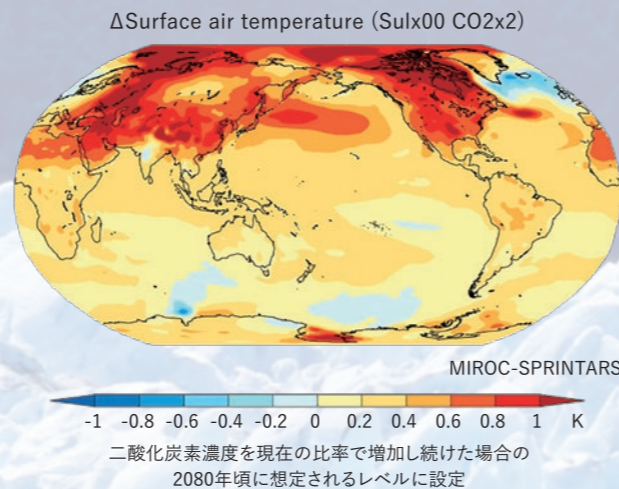 ΔSurface air temperature (Sulx00 CO2x2)
MIROC-SPRINTARS
-1 -0.8 -0.6 -0.4 -0.2 0 0.2 0.4 0.6 0.8 1 K
二酸化炭素濃度を現在の比率で増加し続けた場合の
2080年頃に想定されるレベルに設定